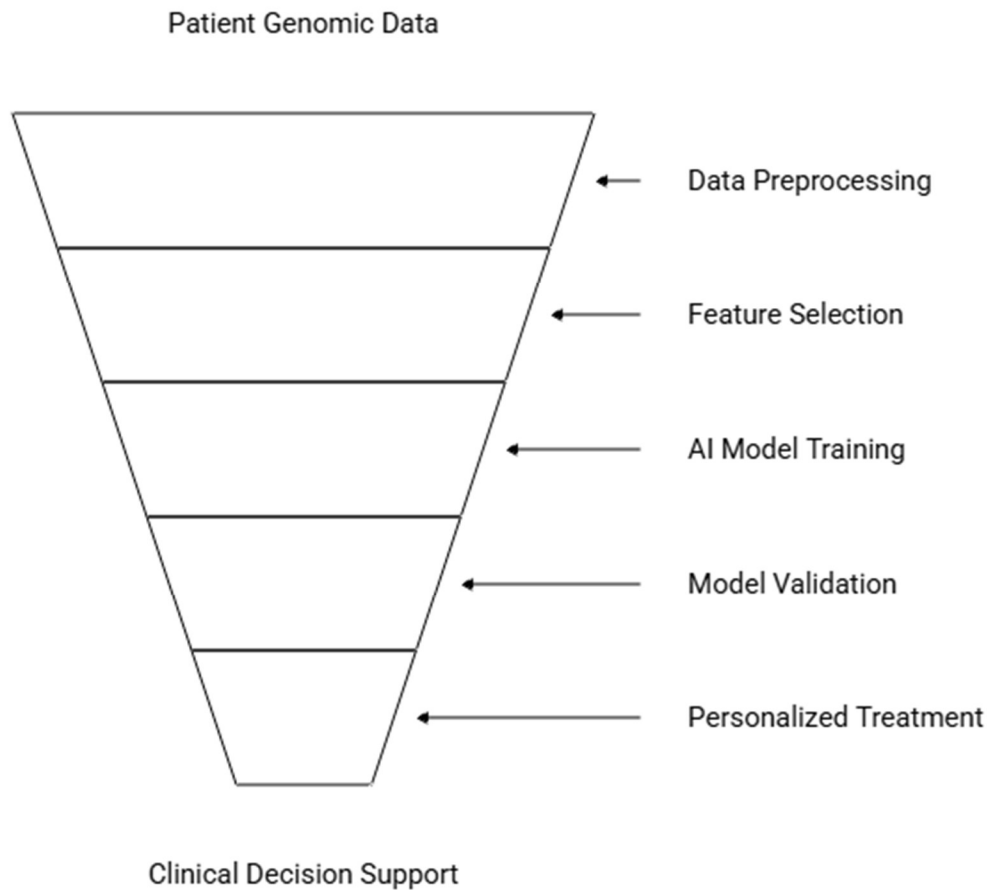 Patient Genomic Data
Data Preprocessing
Feature Selection
AI Model Training
Model Validation
Personalized Treatment
Clinical Decision Support